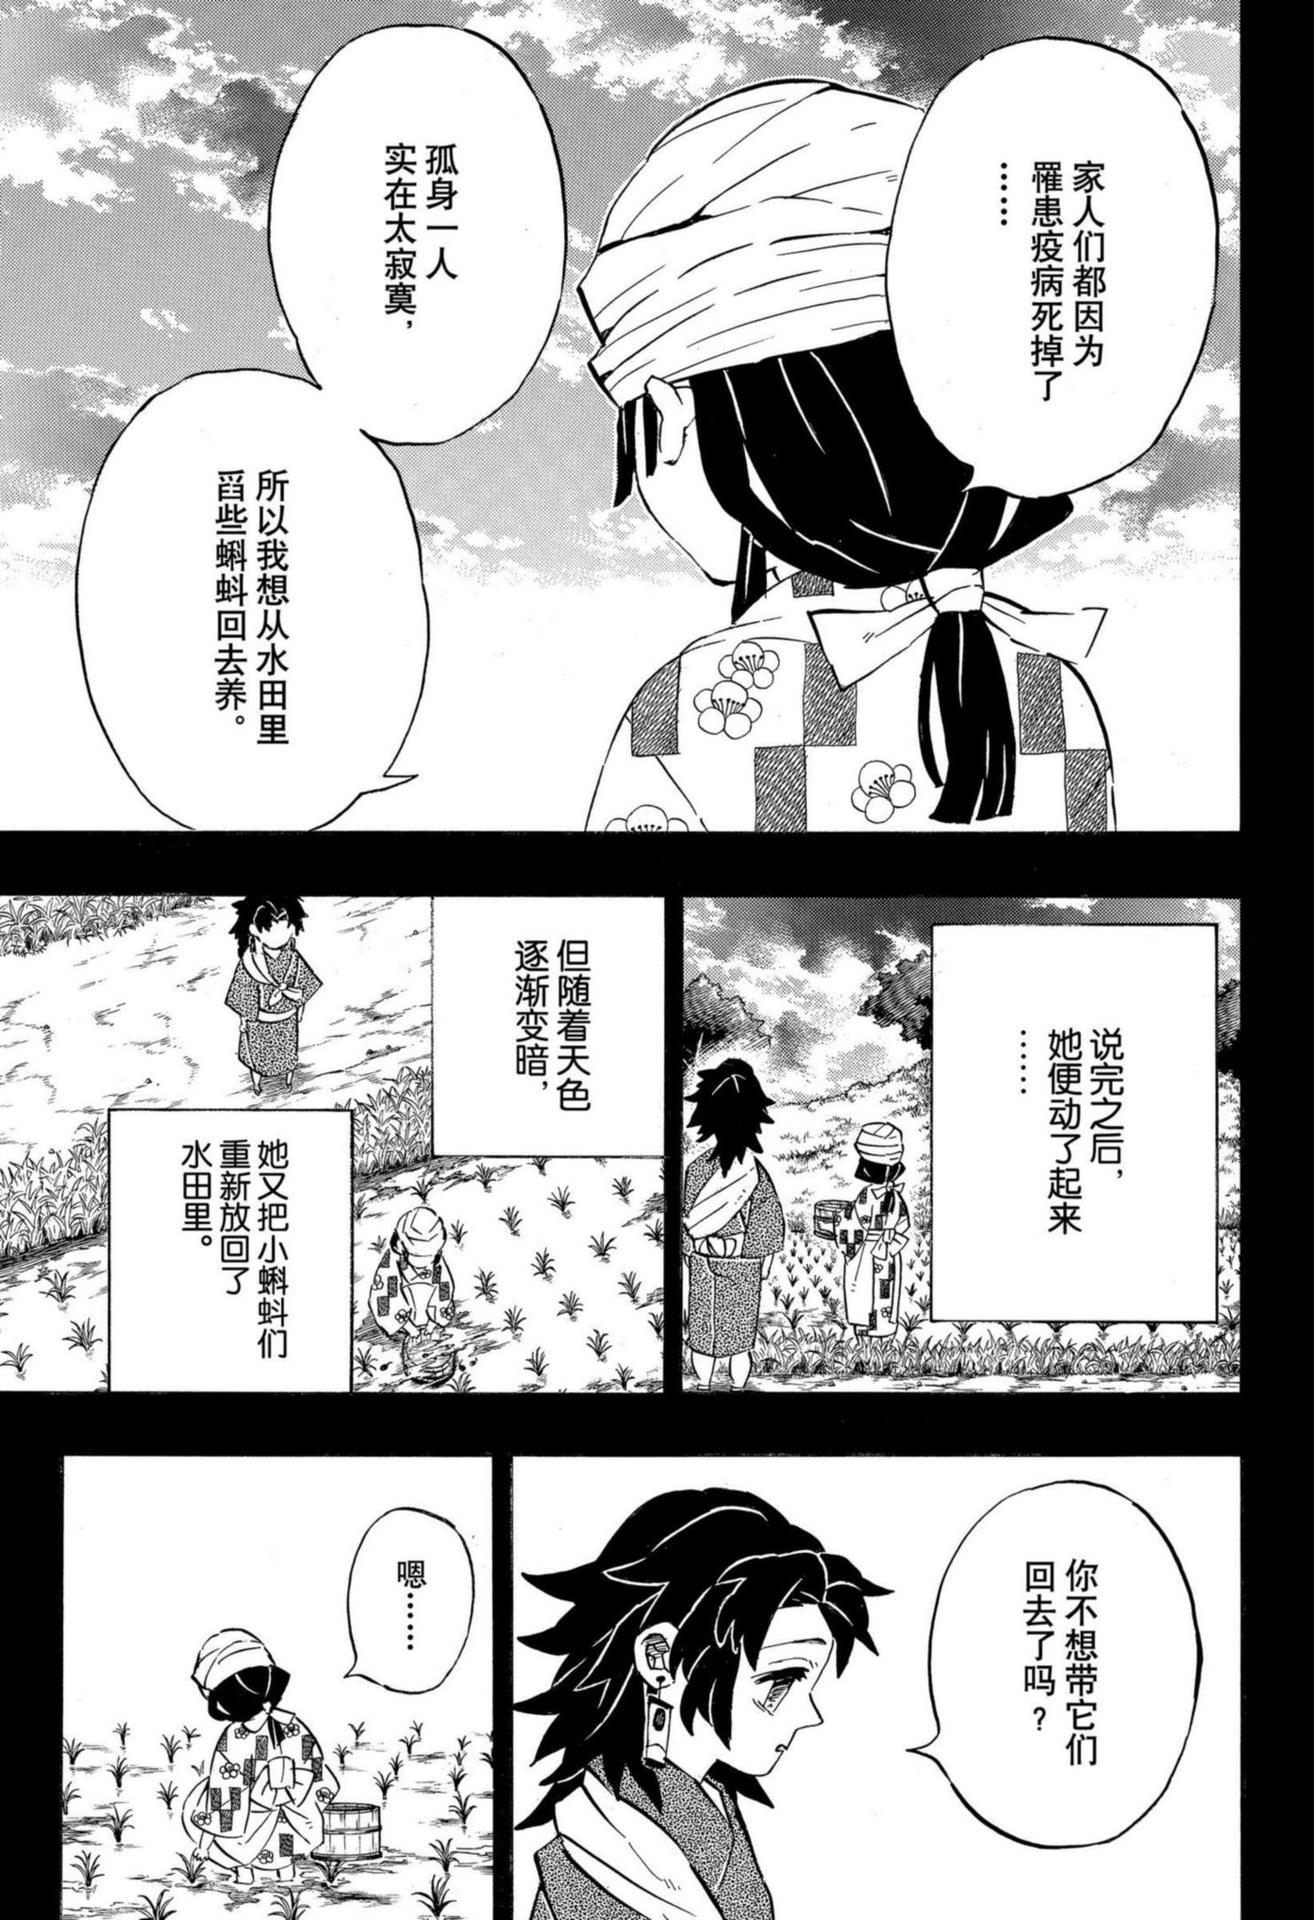 家人们都因为
罹患疫病死掉了
……
孤身一人
实在太寂寞，
所以我想从水田里
舀些蝌蚪回去养。
说完之后，
她便动了起来
……
但随着天色
逐渐变暗，
她又把小蝌蚪们
重新放回了
水田里。
你不想带它们
回去了吗？
嗯……